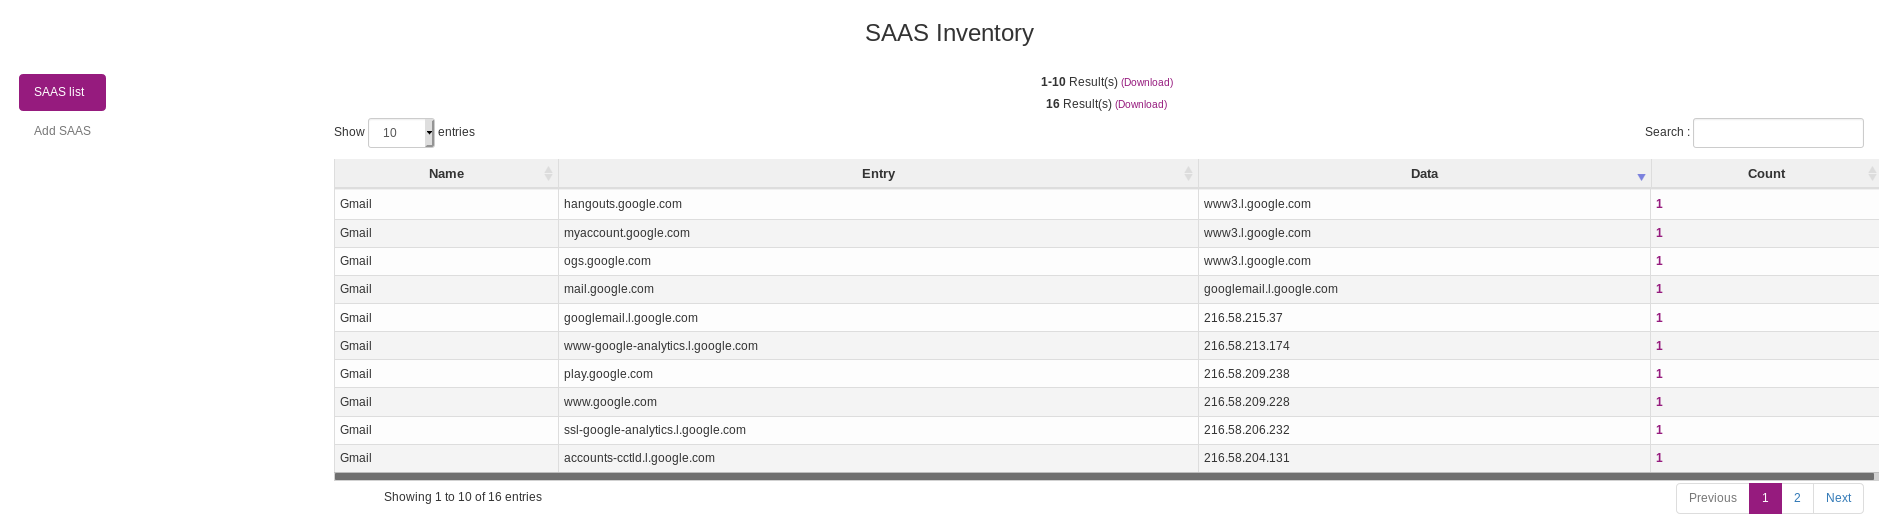 SAAS Inventory
SAAS list
Add SAAS
1-10 Result(s) (Download)
16 Result(s) (Download)
Show 10 entries Search :
Name Entry Data Count
Gmail hangouts.google.com www3.l.google.com 1
Gmail myaccount.google.com www3.l.google.com 1
Gmail ogs.google.com www3.l.google.com 1
Gmail mail.google.com googlemail.l.google.com 1
Gmail googlemail.l.google.com 216.58.215.37 1
Gmail www-google-analytics.l.google.com 216.58.213.174 1
Gmail play.google.com 216.58.209.238 1
Gmail www.google.com 216.58.209.228 1
Gmail ssl-google-analytics.l.google.com 216.58.206.232 1
Gmail accounts-cctld.l.google.com 216.58.204.131 1
Showing 1 to 10 of 16 entries Previous 1 2 Next